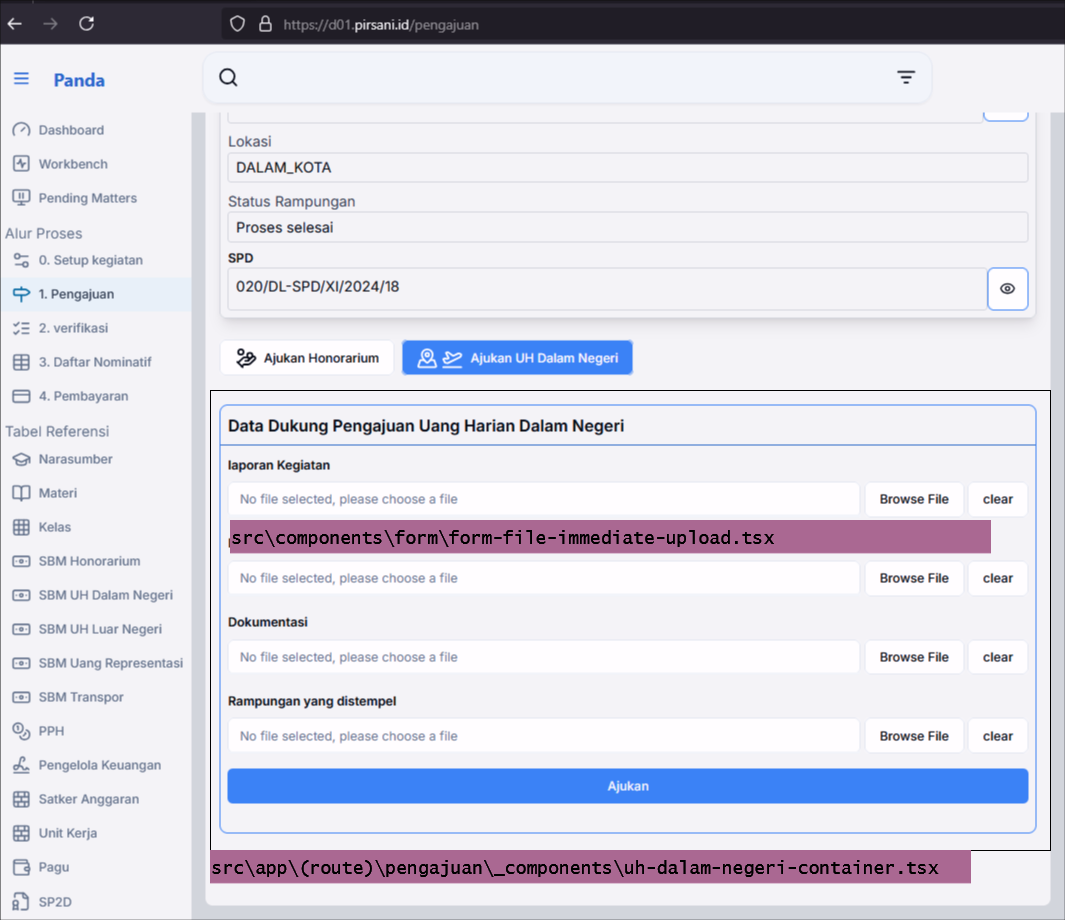 https://d01.pirsani.id/pengajuan
Panda
Dashboard
Workbench
Pending Matters
Alur Proses
0. Setup kegiatan
1. Pengajuan
2. verifikasi
3. Daftar Nominatif
4. Pembayaran
Tabel Referensi
Narasumber
Materi
Kelas
SBM Honorarium
SBM UH Dalam Negeri
SBM UH Luar Negeri
SBM Uang Representasi
SBM Transpor
PPH
Pengelola Keuangan
Satker Anggaran
Unit Kerja
Pagu
SP2D
Lokasi
DALAM_KOTA
Status Rampungan
Proses selesai
SPD
020/DL-SPD/XI/2024/18
Ajukan Honorarium
Ajukan UH Dalam Negeri
Data Dukung Pengajuan Uang Harian Dalam Negeri
laporan Kegiatan
No file selected, please choose a file
Browse File
clear
src\components\form\form-file-immediate-upload.tsx
No file selected, please choose a file
Browse File
clear
Dokumentasi
No file selected, please choose a file
Browse File
clear
Rampungan yang distempel
No file selected, please choose a file
Browse File
clear
Ajukan
src\app\(route)\pengajuan\_components\uh-dalam-negeri-container.tsx